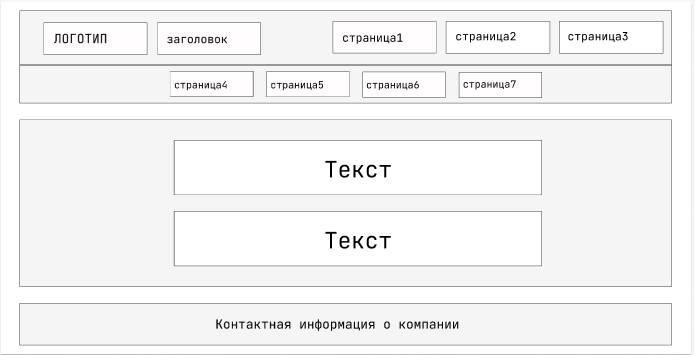 ЛОГОТИП
заголовок
страница1
страница2
страница3
страница4
страница5
страница6
страница7
Текст
Текст
Контактная информация о компании